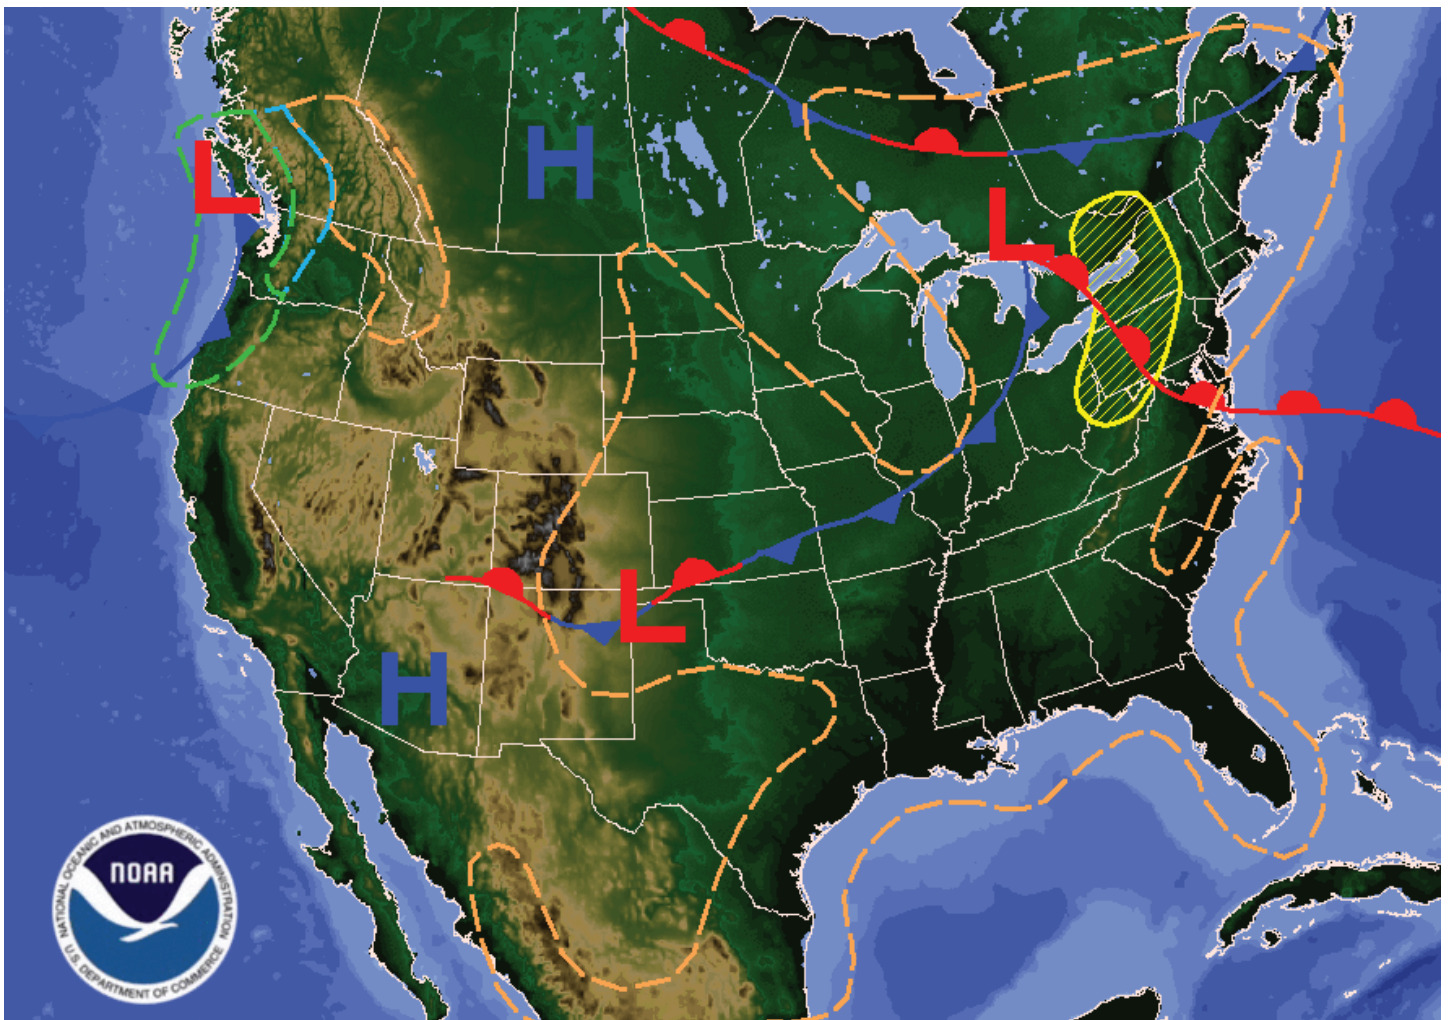 H
L
L
L
H
NOAA
NATIONAL OCEANIC AND ATMOSPHERIC ADMINISTRATION
U.S. DEPARTMENT OF COMMERCE